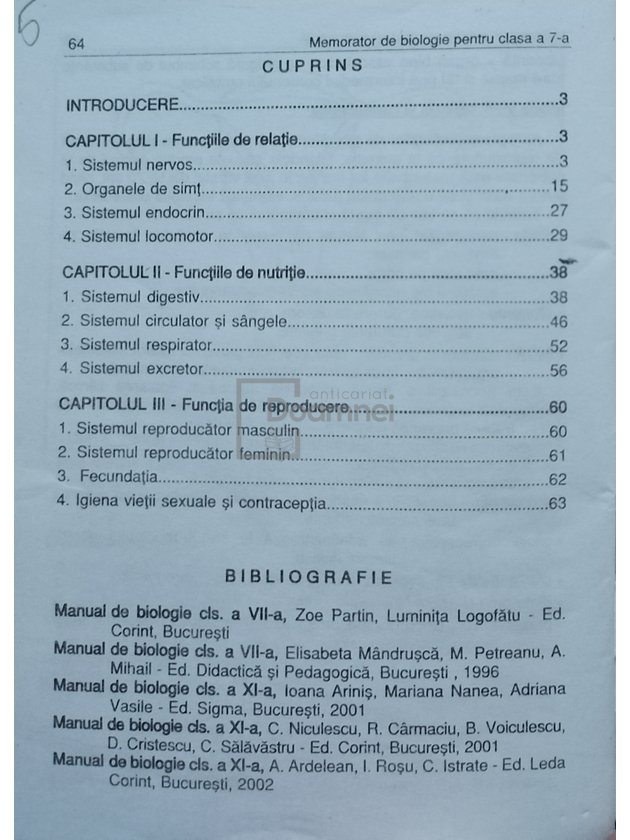 64 Memorator de biologie pentru clasa a 7-a
CUPRINS
INTRODUCERE..............................3
CAPITOLUL I - Funcțiile de relație..............................3
1. Sistemul nervos..............................3
2. Organele de simț..............................15
3. Sistemul endocrin..............................27
4. Sistemul locomotor..............................29
CAPITOLUL II - Funcțiile de nutriție..............................38
1. Sistemul digestiv..............................38
2. Sistemul circulator și sângele..............................46
3. Sistemul respirator..............................52
4. Sistemul excretor..............................56
anticariat
Doamnei
CAPITOLUL III - Funcția de reproducere..............................60
1. Sistemul reproducător masculin..............................60
2. Sistemul reproducător feminin..............................61
3. Fecundația..............................62
4. Igiena vieții sexuale și contracepția..............................63
BIBLIOGRAFIE
Manual de biologie cls. a VII-a, Zoe Partin, Luminița Logofătu - Ed.
Corint, București
Manual de biologie cls. a VII-a, Elisabeta Mândrușcă, M. Petreanu, A.
Mihail - Ed. Didactică și Pedagogică, București , 1996
Manual de biologie cls. a XI-a, Ioana Ariniș, Mariana Nanea, Adriana
Vasile - Ed. Sigma, București, 2001
Manual de biologie cls. a XI-a, C. Niculescu, R. Cârmaciu, B. Voiculescu,
D. Cristescu, C. Sălăvăstru - Ed. Corint, București, 2001
Manual de biologie cls. a XI-a, A. Ardelean, I. Roșu, C. Istrate - Ed. Leda
Corint, București, 2002